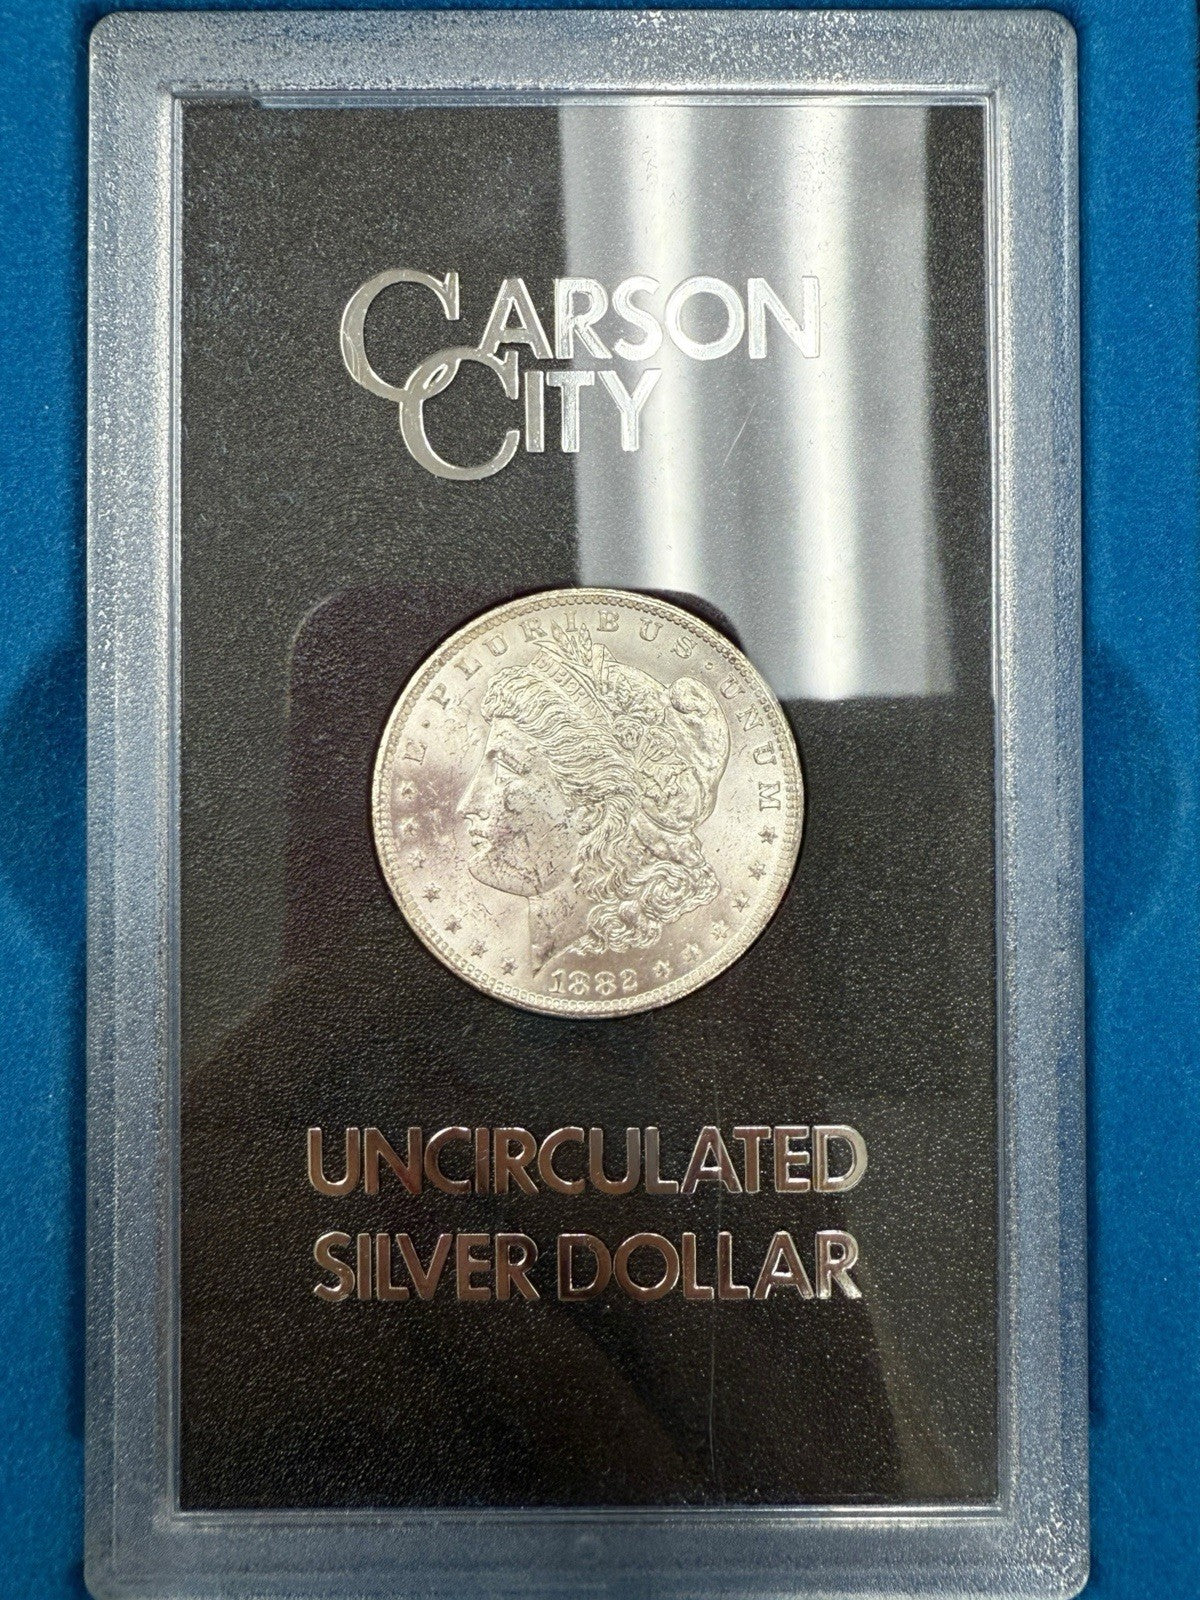 CARSON
CITY
E·PLURIBUS·UNUM
LIBERTY
1882
UNCIRCULATED
SILVER DOLLAR